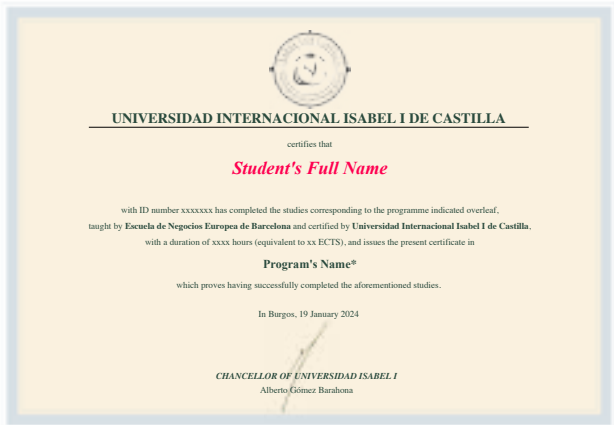 UNIVERSIDAD INTERNACIONAL ISABEL I DE CASTILLA
certifies that
Student's Full Name
with ID number xxxxxxx has completed the studies corresponding to the programme indicated overleaf,
taught by Escuela de Negocios Europea de Barcelona and certified by Universidad Internacional Isabel I de Castilla,
with a duration of xxxx hours (equivalent to xx ECTS), and issues the present certificate in
Program's Name*
which proves having successfully completed the aforementioned studies.
In Burgos, 19 January 2024
CHANCELLOR OF UNIVERSIDAD ISABEL I
Alberto Gómez Barahona